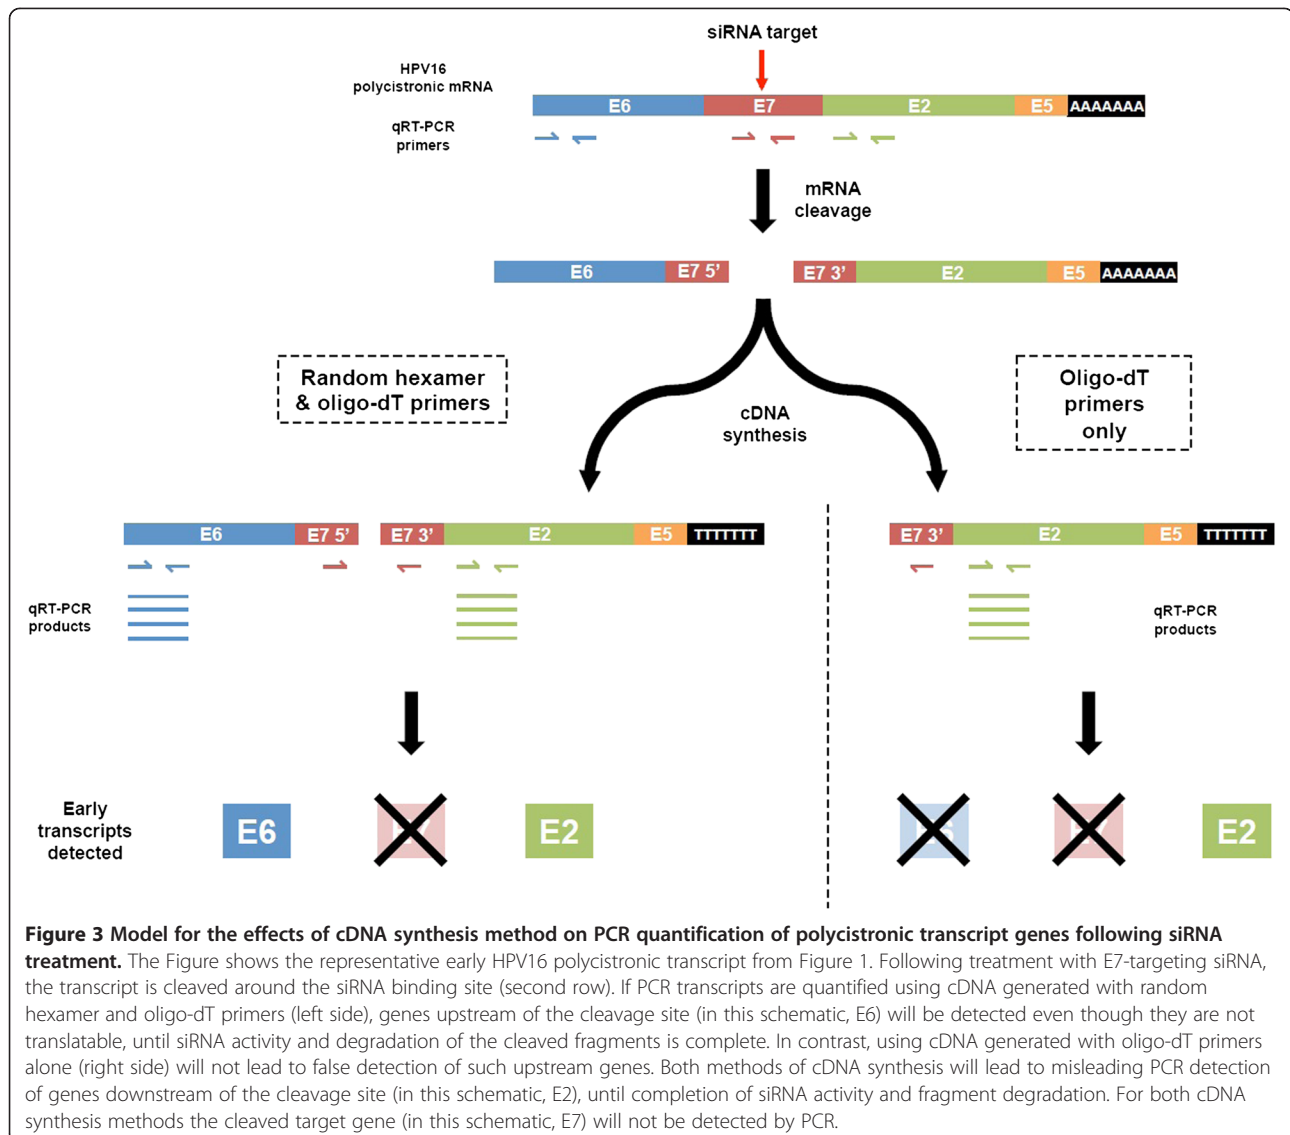 siRNA target
HPV16
polycistronic mRNA
E6 E7 E2 E5 AAAAAAA
qRT-PCR
primers
mRNA
cleavage
E6 E7 5’ E7 3’ E2 E5 AAAAAAA
Random hexamer
& oligo-dT primers
Oligo-dT
primers
only
cDNA
synthesis
E6 E7 5’ E7 3’ E2 E5 TTTTTTT
E7 3’ E2 E5 TTTTTTT
qRT-PCR
products
qRT-PCR
products
Early
transcripts
detected
E6 E7 E2
E6 E7 E2
Figure 3 Model for the effects of cDNA synthesis method on PCR quantification of polycistronic transcript genes following siRNA
treatment. The Figure shows the representative early HPV16 polycistronic transcript from Figure 1. Following treatment with E7-targeting siRNA,
the transcript is cleaved around the siRNA binding site (second row). If PCR transcripts are quantified using cDNA generated with random
hexamer and oligo-dT primers (left side), genes upstream of the cleavage site (in this schematic, E6) will be detected even though they are not
translatable, until siRNA activity and degradation of the cleaved fragments is complete. In contrast, using cDNA generated with oligo-dT primers
alone (right side) will not lead to false detection of such upstream genes. Both methods of cDNA synthesis will lead to misleading PCR detection
of genes downstream of the cleavage site (in this schematic, E2), until completion of siRNA activity and fragment degradation. For both cDNA
synthesis methods the cleaved target gene (in this schematic, E7) will not be detected by PCR.